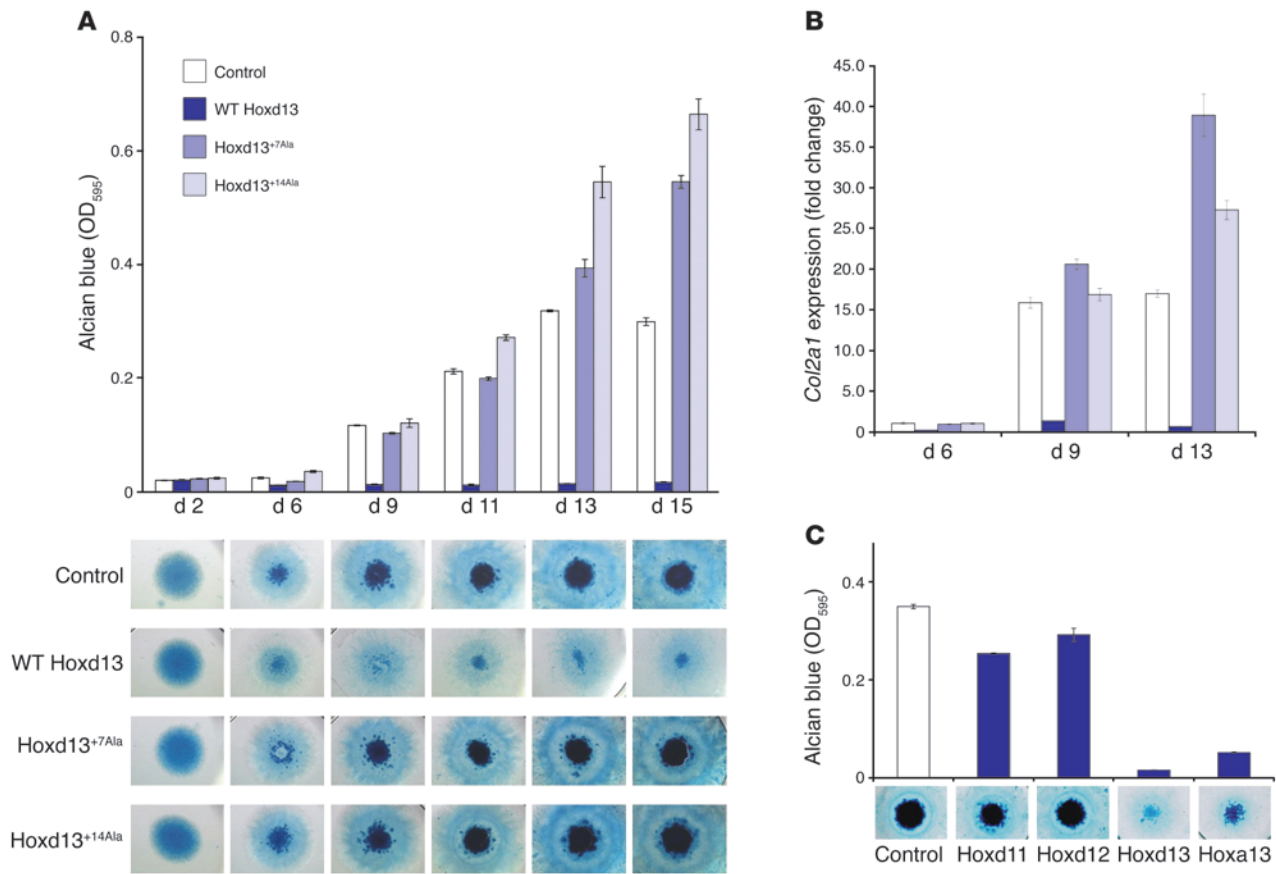 A
0.8
0.6
0.4
0.2
0
Alcian blue (OD595)
Control
WT Hoxd13
Hoxd13+7Ala
Hoxd13+14Ala
d 2 d 6 d 9 d 11 d 13 d 15
Control
WT Hoxd13
Hoxd13+7Ala
Hoxd13+14Ala
B
45.0
40.0
35.0
30.0
25.0
20.0
15.0
10.0
5.0
0
Col2a1 expression (fold change)
d 6 d 9 d 13
C
0.4
0.2
0
Alcian blue (OD595)
Control Hoxd11 Hoxd12 Hoxd13 Hoxa13